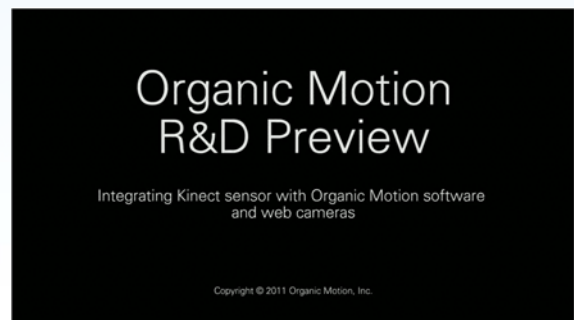 Organic Motion
R&D Preview
Integrating Kinect sensor with Organic Motion software
and web cameras
Copyright © 2011 Organic Motion, Inc.